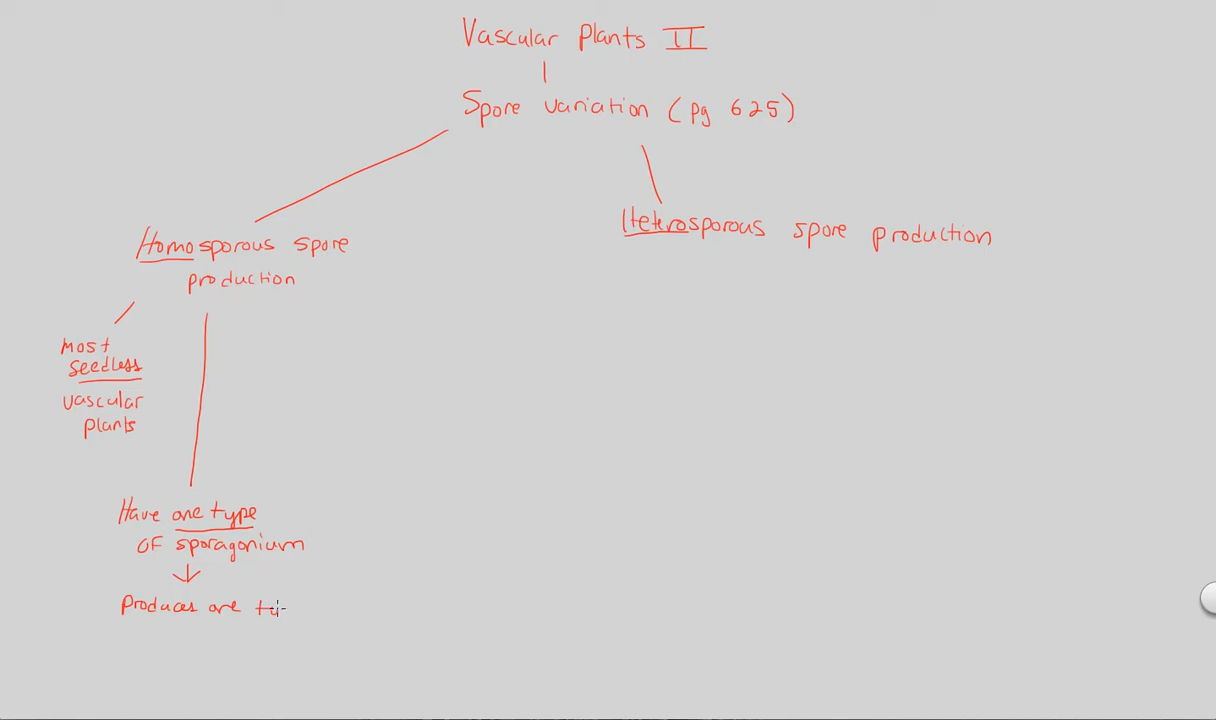 Vascular Plants II
Spore variation (pg 625)
Homosporous spore
production
Heterosporous spore production
most
seedless
vascular
plants
Have one type
of sporagonium
Produces one